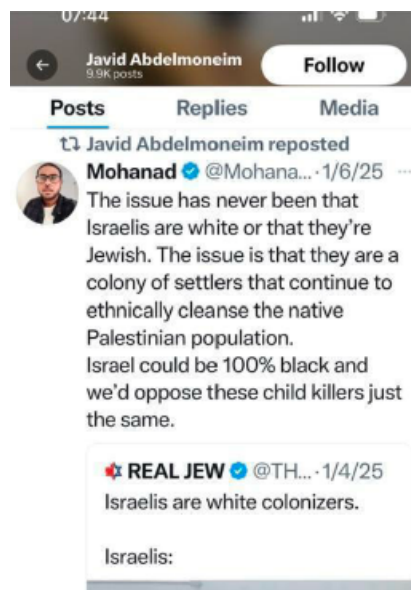 07:44
Javid Abdelmoneim
9.9K posts
Follow
Posts Replies Media
Javid Abdelmoneim reposted
Mohanad @Mohana... · 1/6/25 ...
The issue has never been that
Israelis are white or that they're
Jewish. The issue is that they are a
colony of settlers that continue to
ethnically cleanse the native
Palestinian population.
Israel could be 100% black and
we'd oppose these child killers just
the same.
REAL JEW @TH... · 1/4/25
Israelis are white colonizers.
Israelis: